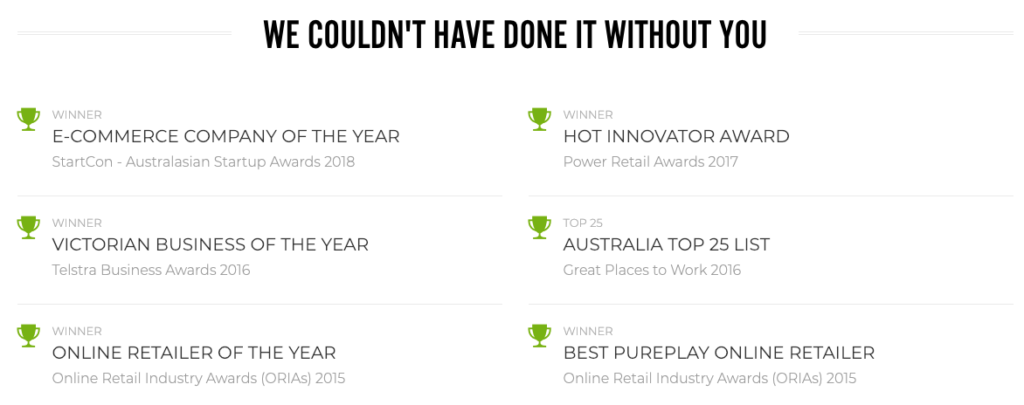 WE COULDN'T HAVE DONE IT WITHOUT YOU
WINNER
E-COMMERCE COMPANY OF THE YEAR
StartCon - Australasian Startup Awards 2018
WINNER
HOT INNOVATOR AWARD
Power Retail Awards 2017
WINNER
VICTORIAN BUSINESS OF THE YEAR
Telstra Business Awards 2016
TOP 25
AUSTRALIA TOP 25 LIST
Great Places to Work 2016
WINNER
ONLINE RETAILER OF THE YEAR
Online Retail Industry Awards (ORIAs) 2015
WINNER
BEST PUREPLAY ONLINE RETAILER
Online Retail Industry Awards (ORIAs) 2015